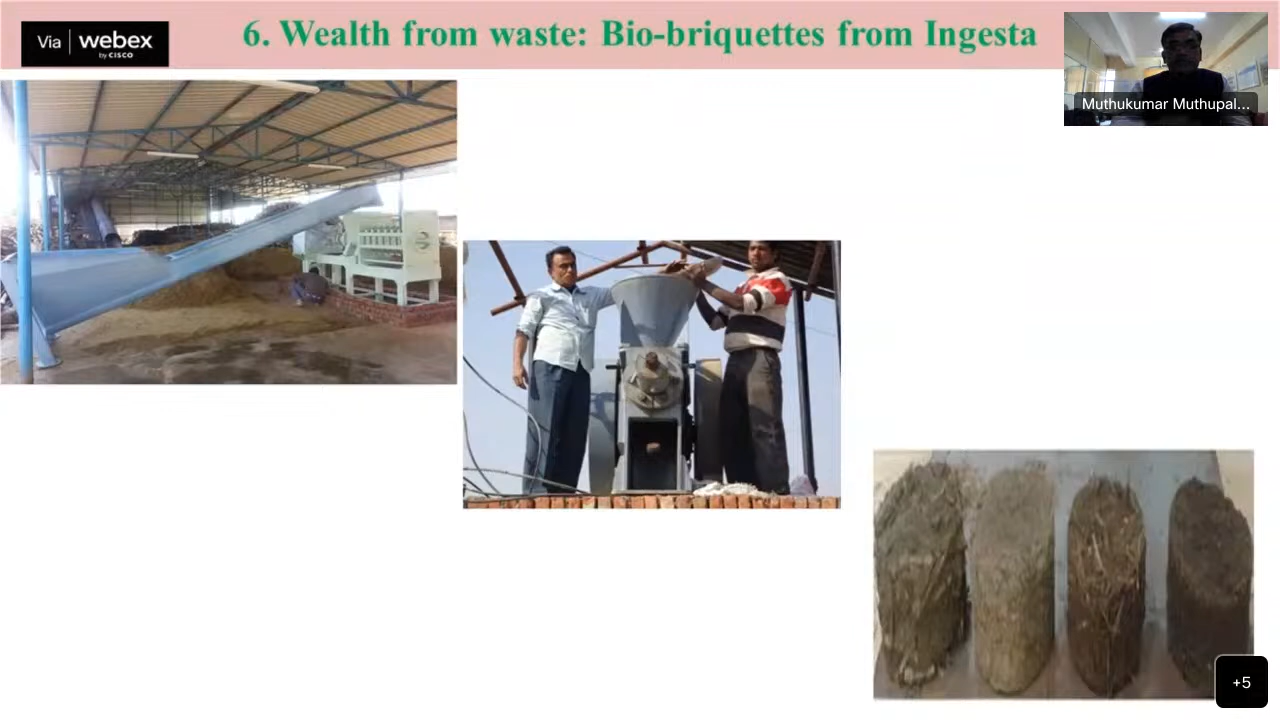 Via webex
by CISCO
6. Wealth from waste: Bio-briquettes from Ingesta
Muthukumar Muthupal...
+5